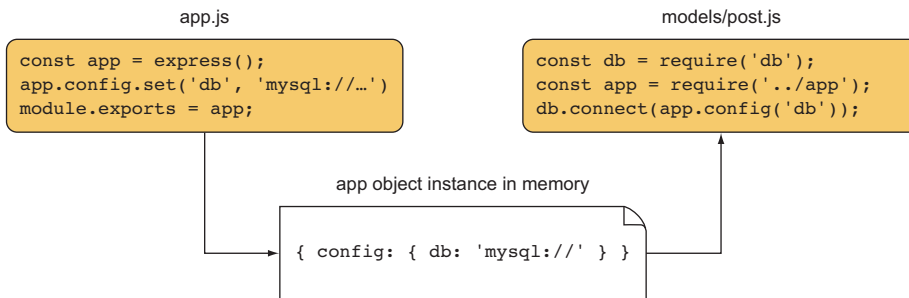 app.js
const app = express();
app.config.set('db', 'mysql://…')
module.exports = app;
models/post.js
const db = require('db');
const app = require('../app');
db.connect(app.config('db'));
app object instance in memory
{ config: { db: 'mysql://' } }